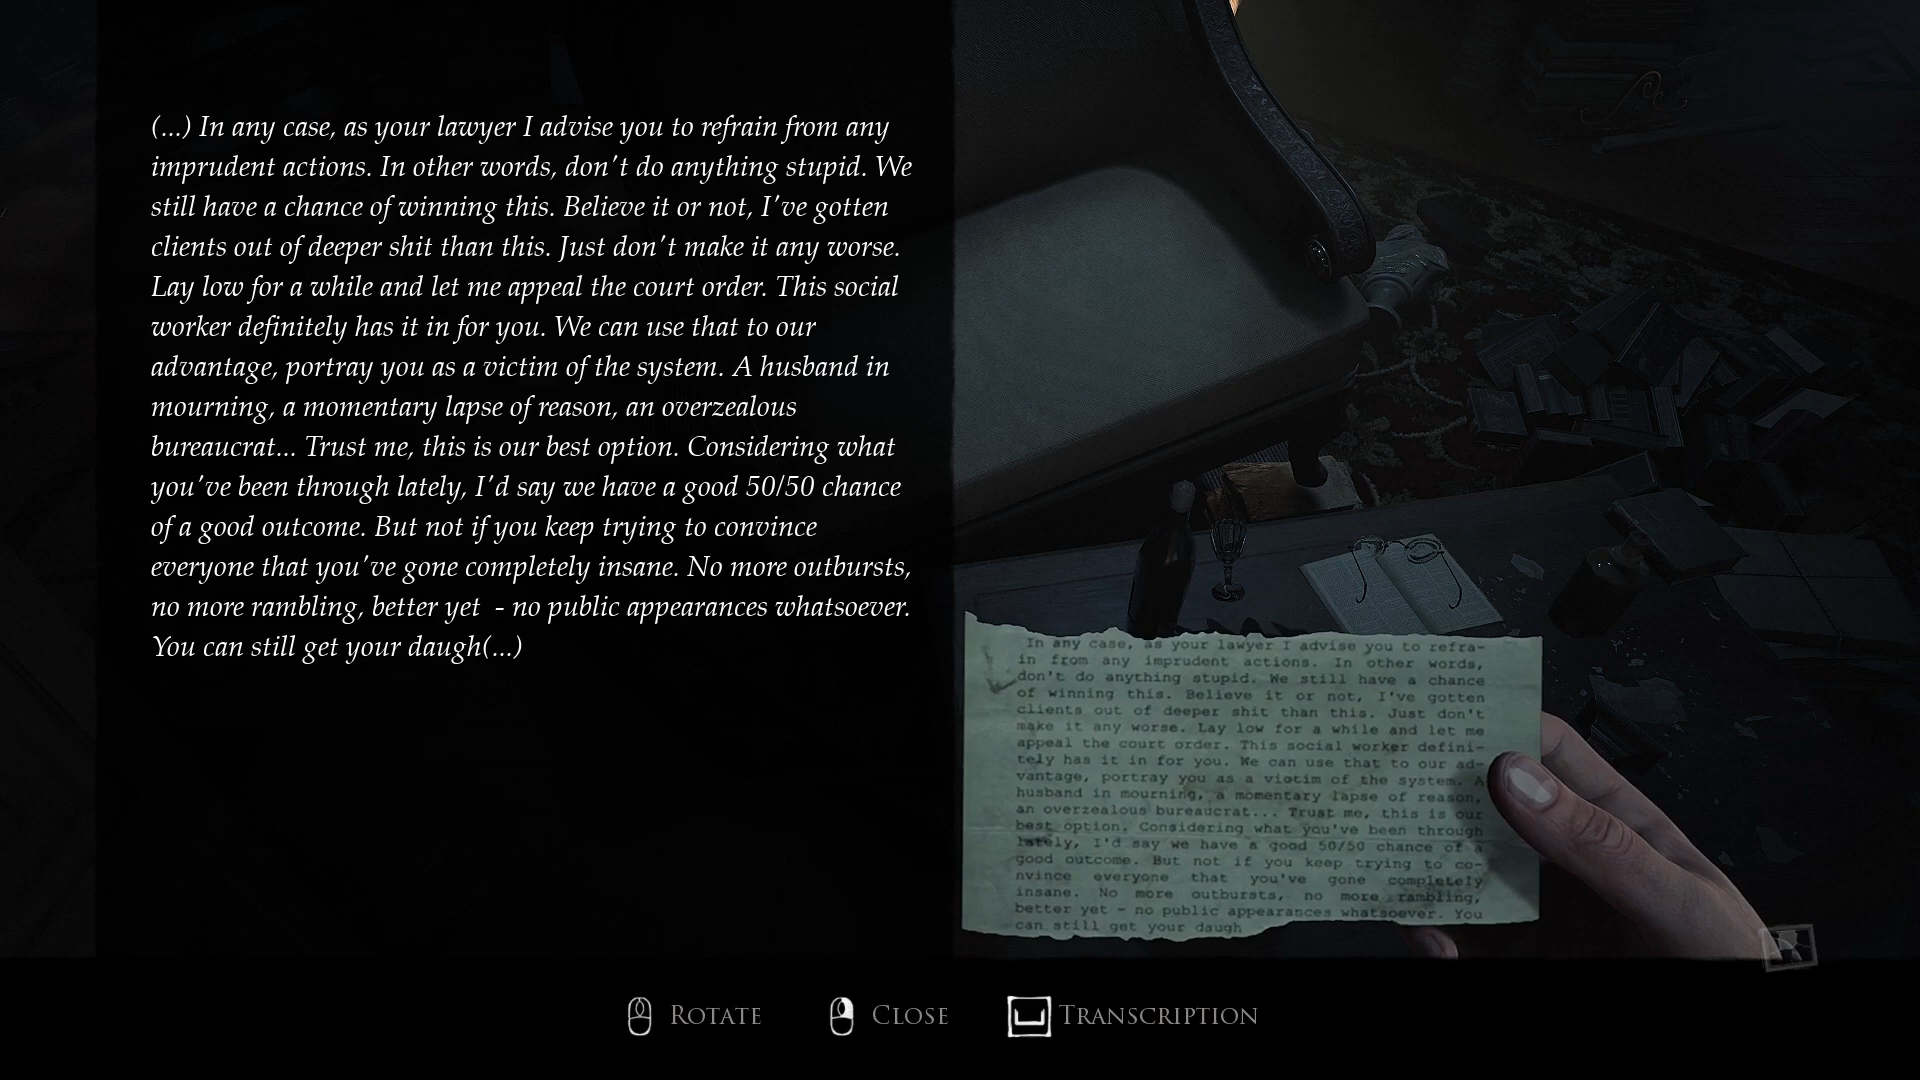 (...) In any case, as your lawyer I advise you to refrain from any
imprudent actions. In other words, don't do anything stupid. We
still have a chance of winning this. Believe it or not, I've gotten
clients out of deeper shit than this. Just don't make it any worse.
Lay low for a while and let me appeal the court order. This social
worker definitely has it in for you. We can use that to our
advantage, portray you as a victim of the system. A husband in
mourning, a momentary lapse of reason, an overzealous
bureaucrat... Trust me, this is our best option. Considering what
you've been through lately, I'd say we have a good 50/50 chance
of a good outcome. But not if you keep trying to convince
everyone that you've gone completely insane. No more outbursts,
no more rambling, better yet  - no public appearances whatsoever.
You can still get your daugh(...)
In any case, as your lawyer I advise you to refra-
in from any imprudent actions. In other words,
don't do anything stupid. We still have a chance
of winning this. Believe it or not, I've gotten
clients out of deeper shit than this. Just don't
make it any worse. Lay low for a while and let me
appeal the court order. This social worker defini-
tely has it in for you. We can use that to our ad-
vantage, portray you as a victim of the system. A
husband in mourning, a momentary lapse of reason,
an overzealous bureaucrat... Trust me, this is our
best option. Considering what you've been through
lately, I'd say we have a good 50/50 chance of a
good outcome. But not if you keep trying to co-
nvince everyone that you've gone completely
insane. No more outbursts, no more rambling,
better yet - no public appearances whatsoever. You
can still get your daugh
ROTATE
CLOSE
TRANSCRIPTION